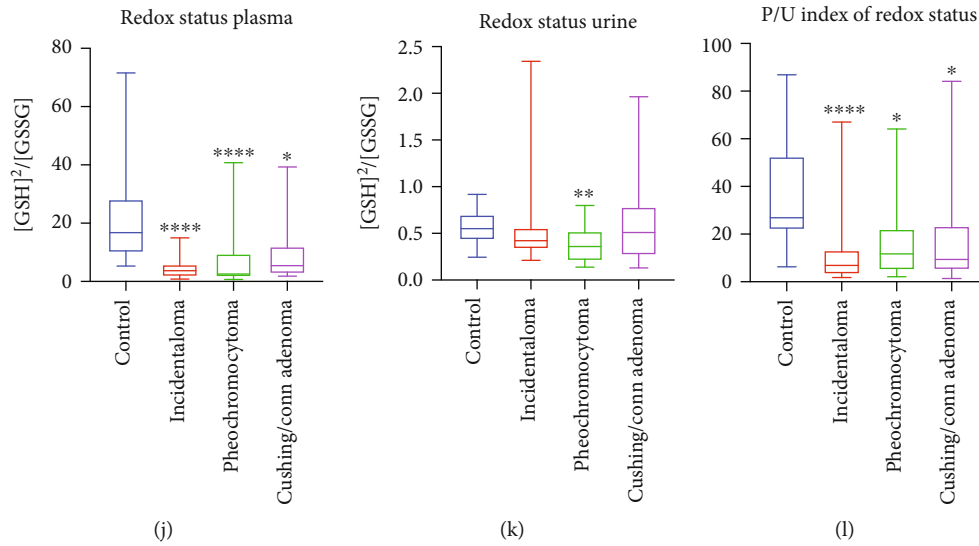 Redox status plasma
[GSH]²/[GSSG]
80
60
40
20
0
****
****
*
Control
Incidentaloma
Pheochromocytoma
Cushing/conn adenoma
(j)
Redox status urine
[GSH]²/[GSSG]
2.5
2.0
1.5
1.0
0.5
0.0
**
Control
Incidentaloma
Pheochromocytoma
Cushing/conn adenoma
(k)
P/U index of redox status
100
80
60
40
20
0
****
*
*
Control
Incidentaloma
Pheochromocytoma
Cushing/conn adenoma
(l)